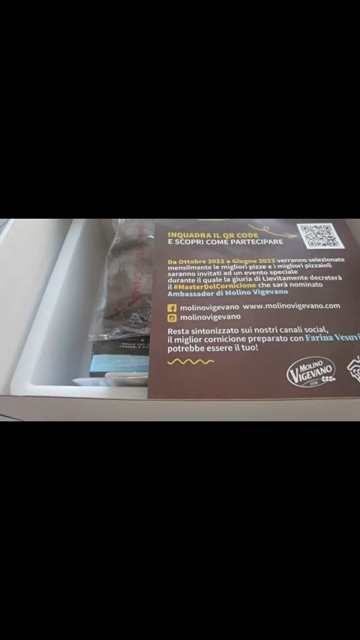 INQUADRA IL QR CODE
E SCOPRI COME PARTECIPARE
Da Ottobre 2022 a Giugno 2023 verranno selezionate
mensilmente le migliori pizze e i migliori pizzaioli
saranno invitati ad un evento speciale
durante il quale la giuria di Lievitamente decreterà
il #MasterDelCornicione che sarà nominato
Ambassador di Molino Vigevano
molinovigevano www.molinovigevano.com
molinovigevano
Resta sintonizzato sui nostri canali social,
il miglior cornicione preparato con Farina Vesuvi
potrebbe essere il tuo!
MOLINO
VIGEVANO